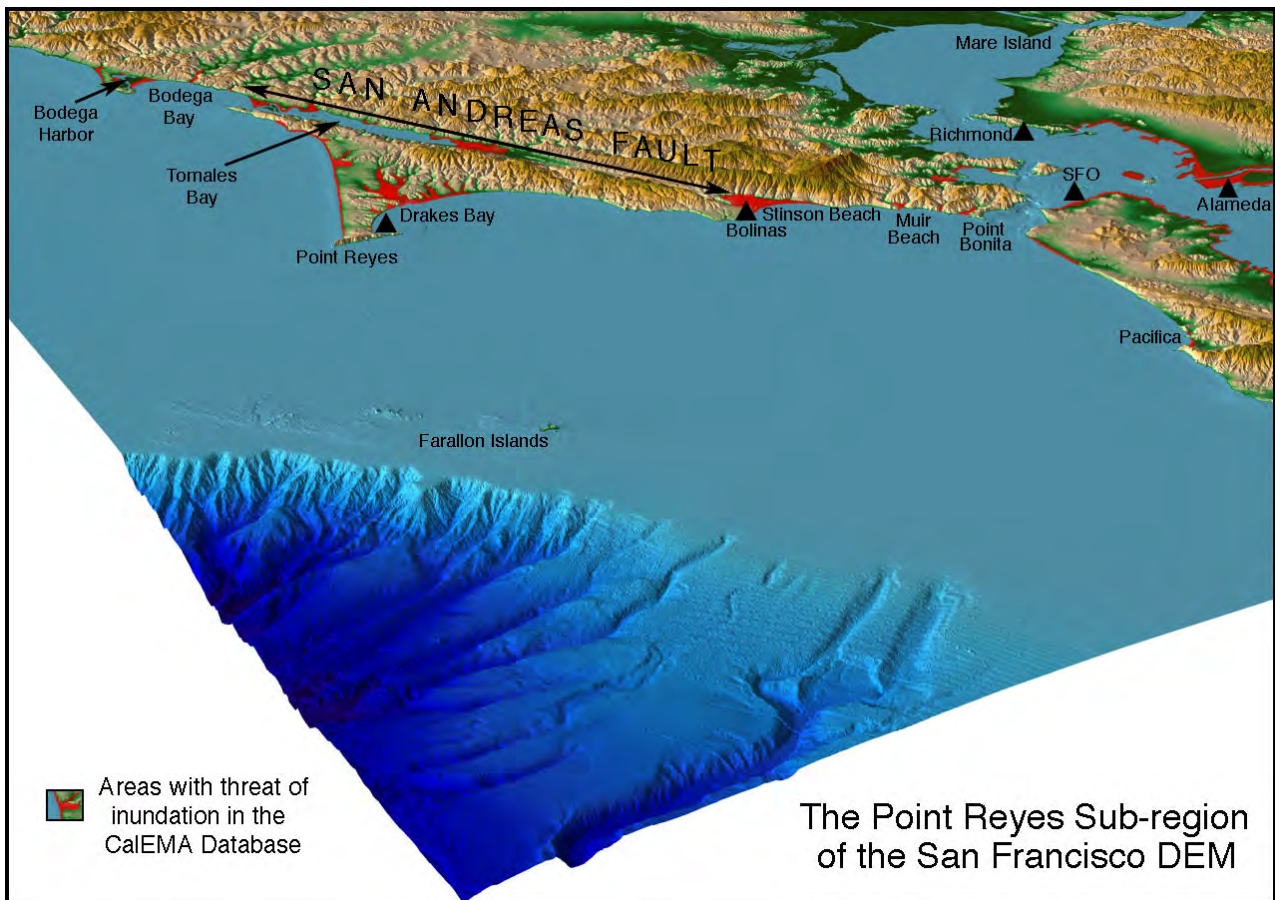 Mare Island
SAN ANDREAS FAULT
Bodega
Harbor
Bodega
Bay
Richmond
Tomales
Bay
SFO
Alameda
Drakes Bay
Stinson Beach
Bolinas
Muir
Beach
Point
Bonita
Point Reyes
Pacifica
Farallon Islands
Areas with threat of
inundation in the
CalEMA Database
The Point Reyes Sub-region
of the San Francisco DEM